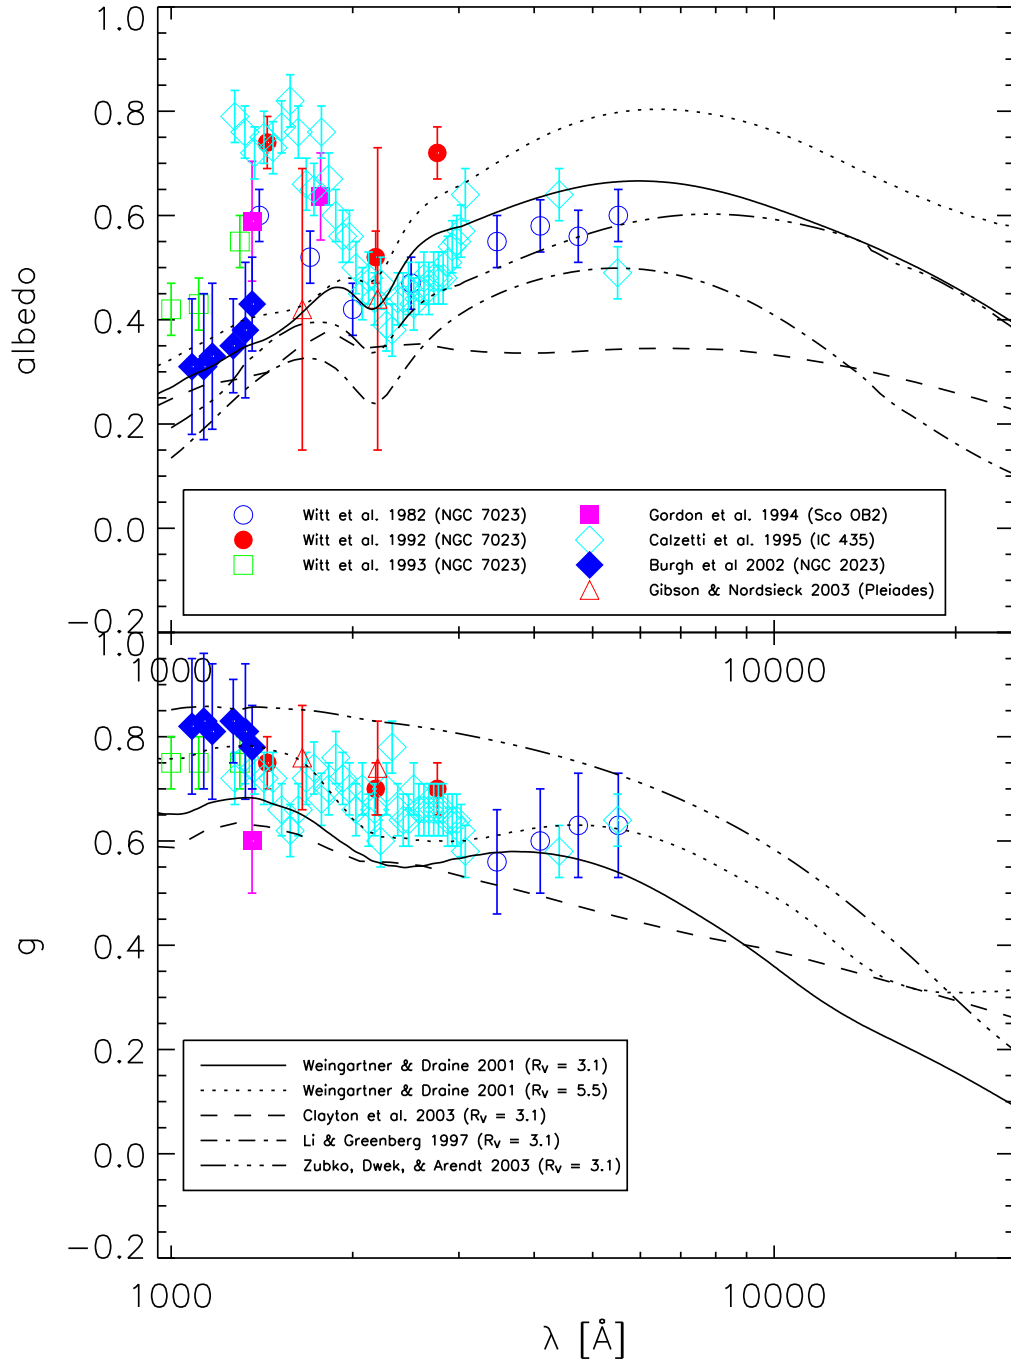 1.0
0.8
0.6
0.4
0.2
0.0
−0.2
albedo
Witt et al. 1982 (NGC 7023)
Witt et al. 1992 (NGC 7023)
Witt et al. 1993 (NGC 7023)
Gordon et al. 1994 (Sco OB2)
Calzetti et al. 1995 (IC 435)
Burgh et al 2002 (NGC 2023)
Gibson & Nordsieck 2003 (Pleiades)
1000
10000
1.0
0.8
0.6
0.4
0.2
0.0
−0.2
g
Weingartner & Draine 2001 (Rᵥ = 3.1)
Weingartner & Draine 2001 (Rᵥ = 5.5)
Clayton et al. 2003 (Rᵥ = 3.1)
Li & Greenberg 1997 (Rᵥ = 3.1)
Zubko, Dwek, & Arendt 2003 (Rᵥ = 3.1)
1000
10000
λ [Å]